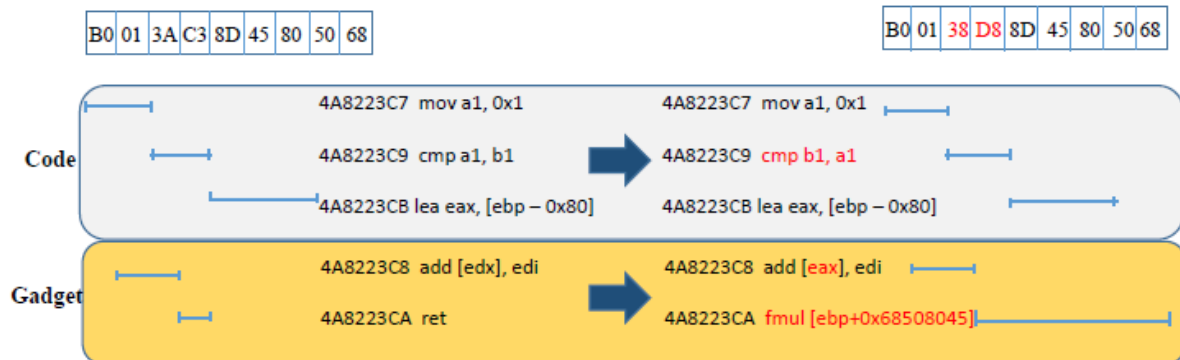 B0 01 3A C3 8D 45 80 50 68
B0 01 38 D8 8D 45 80 50 68
Code
4A8223C7 mov a1, 0x1
4A8223C7 mov a1, 0x1
4A8223C9 cmp a1, b1
4A8223C9 cmp b1, a1
4A8223CB lea eax, [ebp – 0x80]
4A8223CB lea eax, [ebp – 0x80]
Gadget
4A8223C8 add [edx], edi
4A8223C8 add [eax], edi
4A8223CA ret
4A8223CA fmul [ebp+0x68508045]